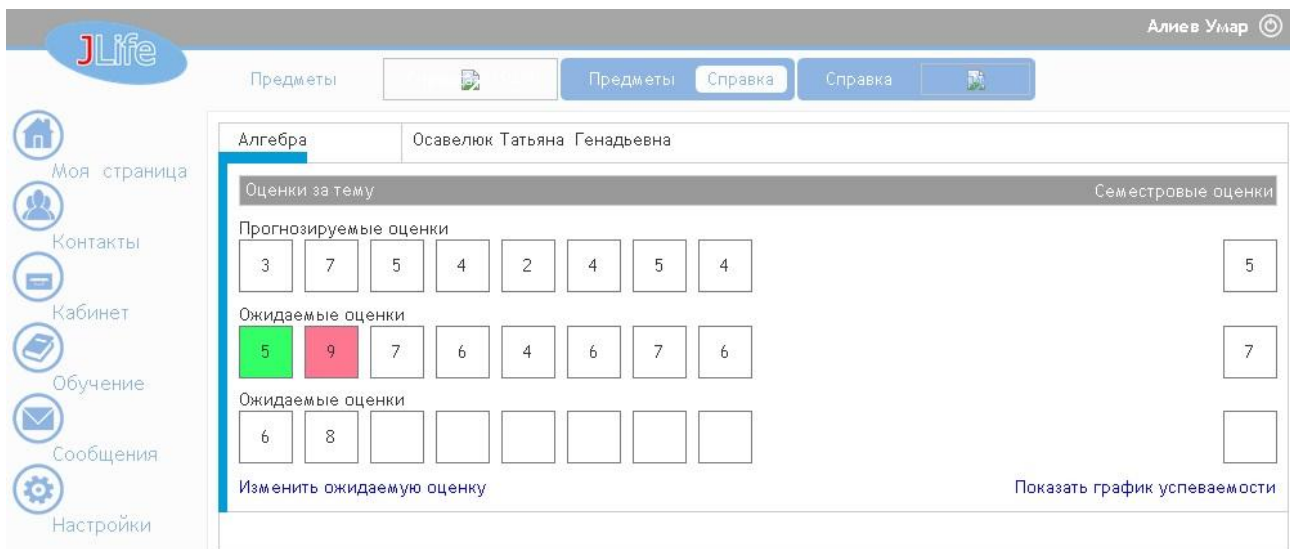 Алиев Умар
JLife
Предметы Предметы Справка Справка
Алгебра Осавелюк Татьяна Генадьевна
Моя страница
Контакты
Кабинет
Обучение
Сообщения
Настройки
Оценки за тему Семестровые оценки
Прогнозируемые оценки
3 7 5 4 2 4 5 4 5
Ожидаемые оценки
5 9 7 6 4 6 7 6 7
Ожидаемые оценки
6 8
Изменить ожидаемую оценку Показать график успеваемости